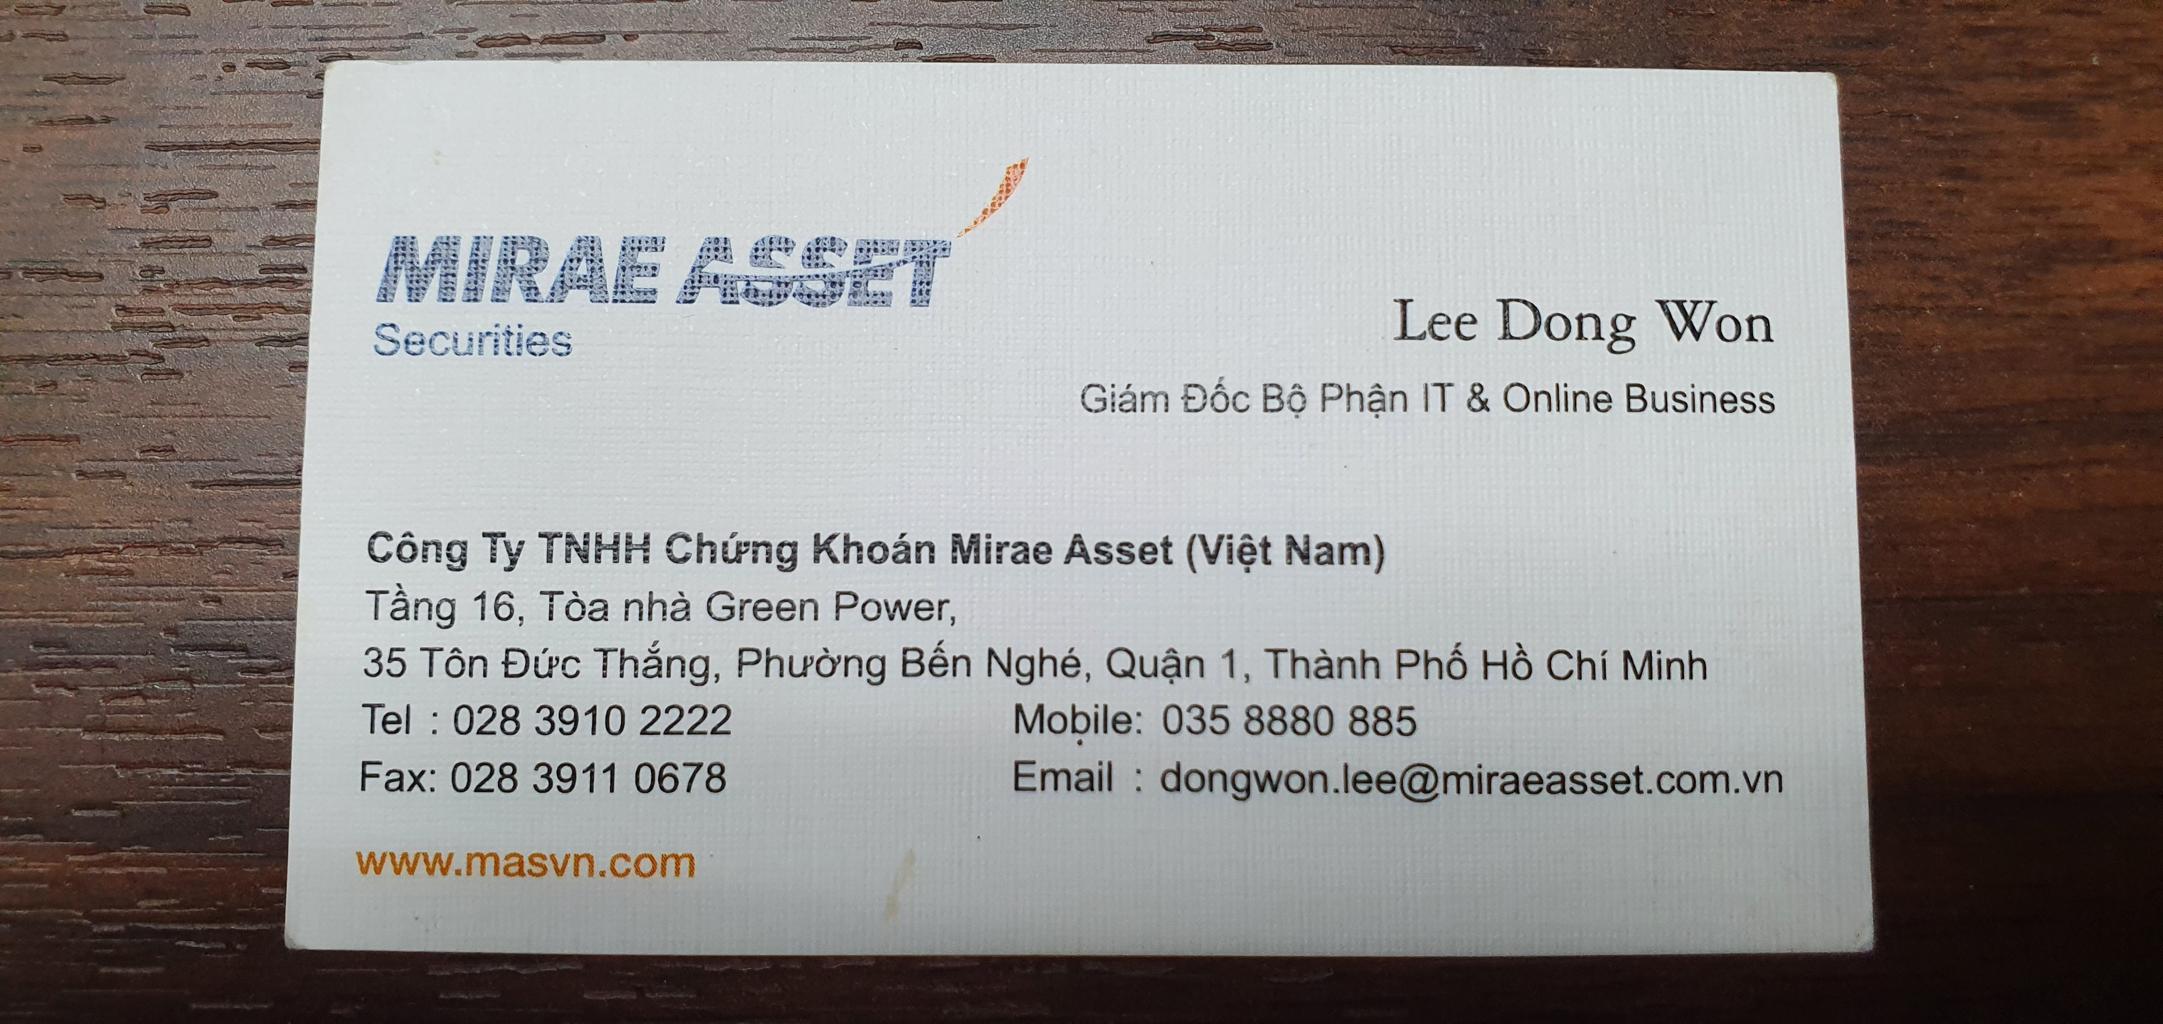 MIRAE ASSET
Securities
Lee Dong Won
Giám Đốc Bộ Phận IT & Online Business
Công Ty TNHH Chứng Khoán Mirae Asset (Việt Nam)
Tầng 16, Tòa nhà Green Power,
35 Tôn Đức Thắng, Phường Bến Nghé, Quận 1, Thành Phố Hồ Chí Minh
Tel : 028 3910 2222 Mobile: 035 8880 885
Fax: 028 3911 0678 Email : dongwon.lee@miraeasset.com.vn
www.masvn.com